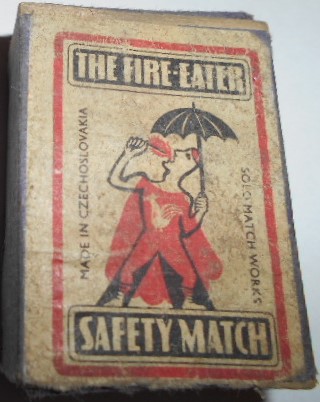 THE FIRE-EATER
MADE IN CZECHOSLOVAKIA
SOLO MATCH WORKS
SAFETY MATCH